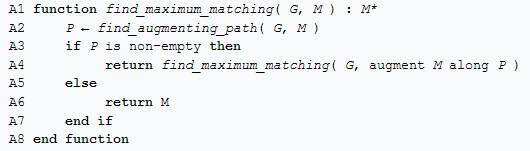 A1 function find_maximum_matching( G, M ) : M*
A2     P ← find_augmenting_path( G, M )
A3     if P is non-empty then
A4          return find_maximum_matching( G, augment M along P )
A5     else
A6          return M
A7     end if
A8 end function